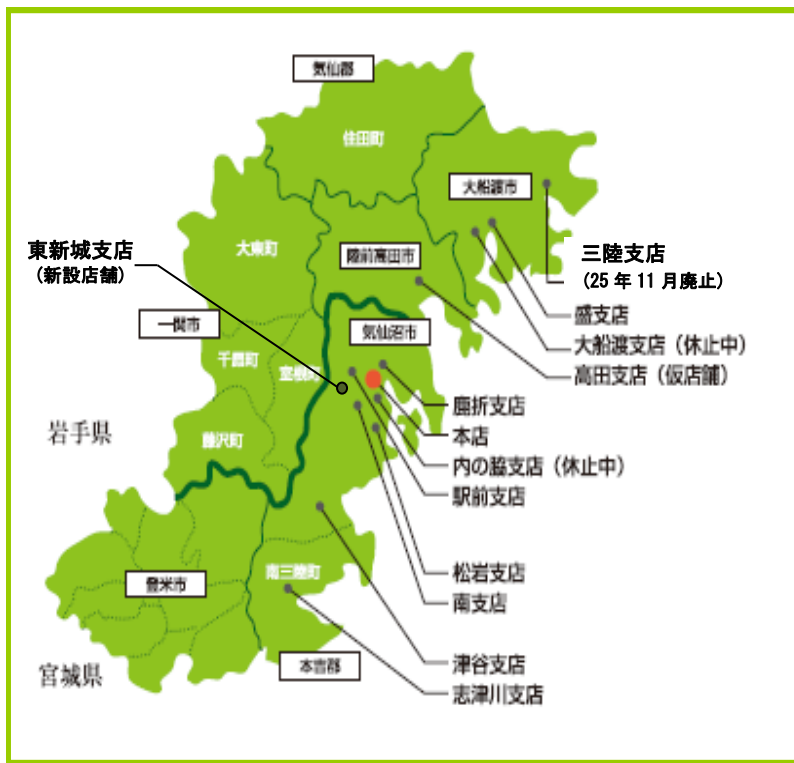 気仙郡
住田町
大船渡市
大東町
陸前高田市
東新城支店
(新設店舗)
三陸支店
(25年11月廃止)
盛支店
大船渡支店（休止中）
高田支店（仮店舗）
一関市
気仙沼市
千厩町
室根町
鹿折支店
本店
内の脇支店（休止中）
駅前支店
岩手県
藤沢町
松岩支店
南支店
登米市
南三陸町
津谷支店
志津川支店
本吉郡
宮城県